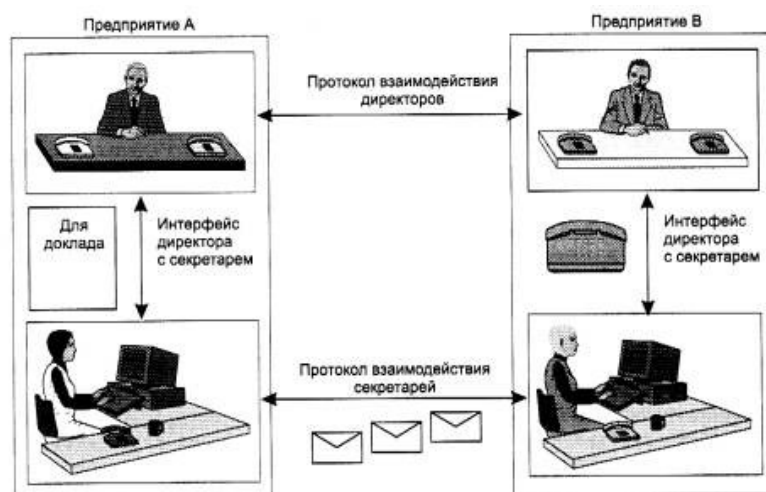 Предприятие А
Предприятие В
Протокол взаимодействия
директоров
Для
доклада
Интерфейс
директора
с секретарем
Интерфейс
директора
с секретарем
Протокол взаимодействия
секретарей